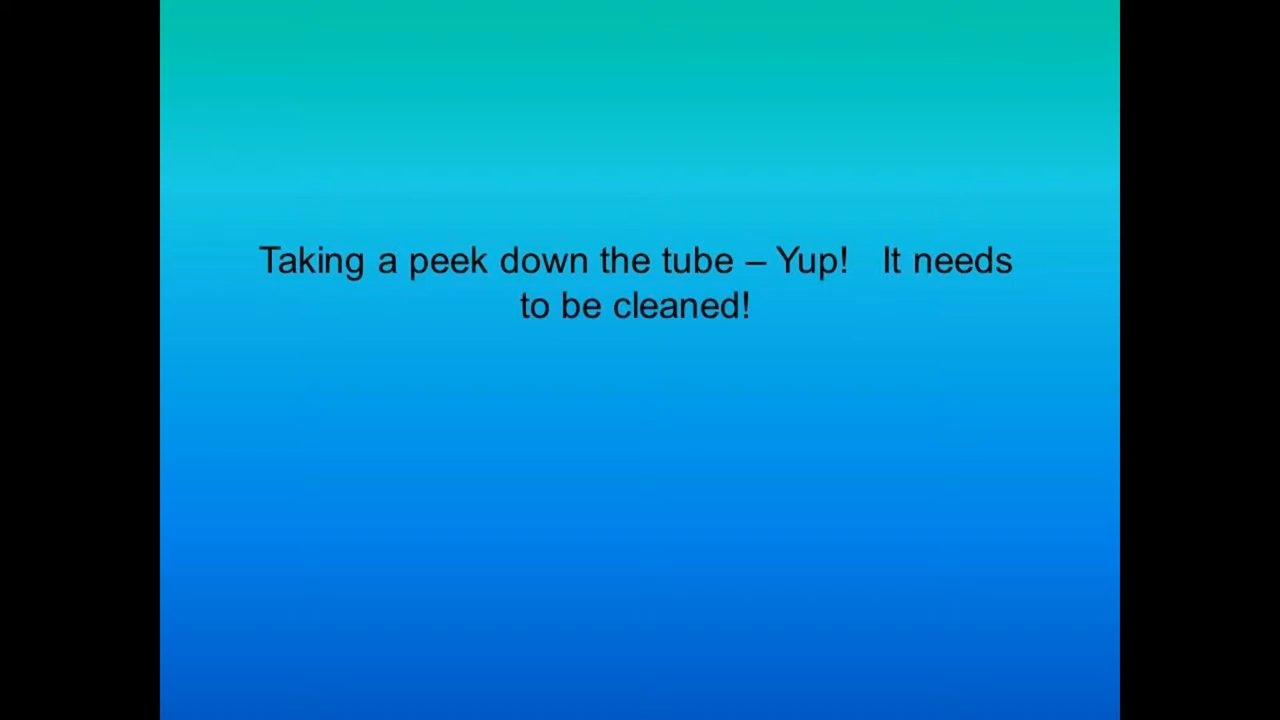 Taking a peek down the tube – Yup!   It needs
to be cleaned!